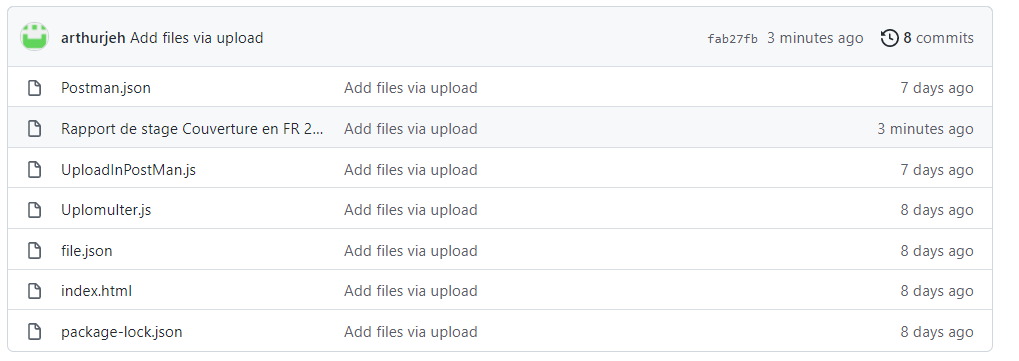 arthurjeh Add files via upload fab27fb 3 minutes ago 8 commits
Postman.json Add files via upload 7 days ago
Rapport de stage Couverture en FR 2... Add files via upload 3 minutes ago
UploadInPostMan.js Add files via upload 7 days ago
Uplomulter.js Add files via upload 8 days ago
file.json Add files via upload 8 days ago
index.html Add files via upload 8 days ago
package-lock.json Add files via upload 8 days ago